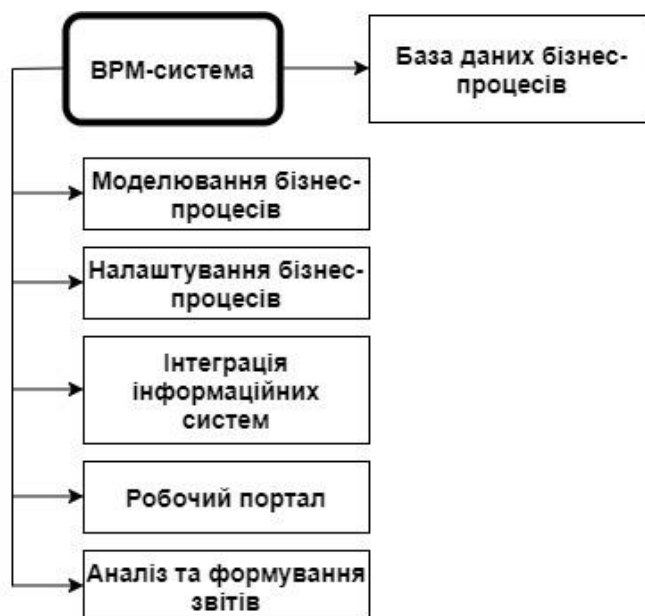 BPM-система
База даних бізнес-
процесів
Моделювання бізнес-
процесів
Налаштування бізнес-
процесів
Інтеграція
інформаційних
систем
Робочий портал
Аналіз та формування
звітів